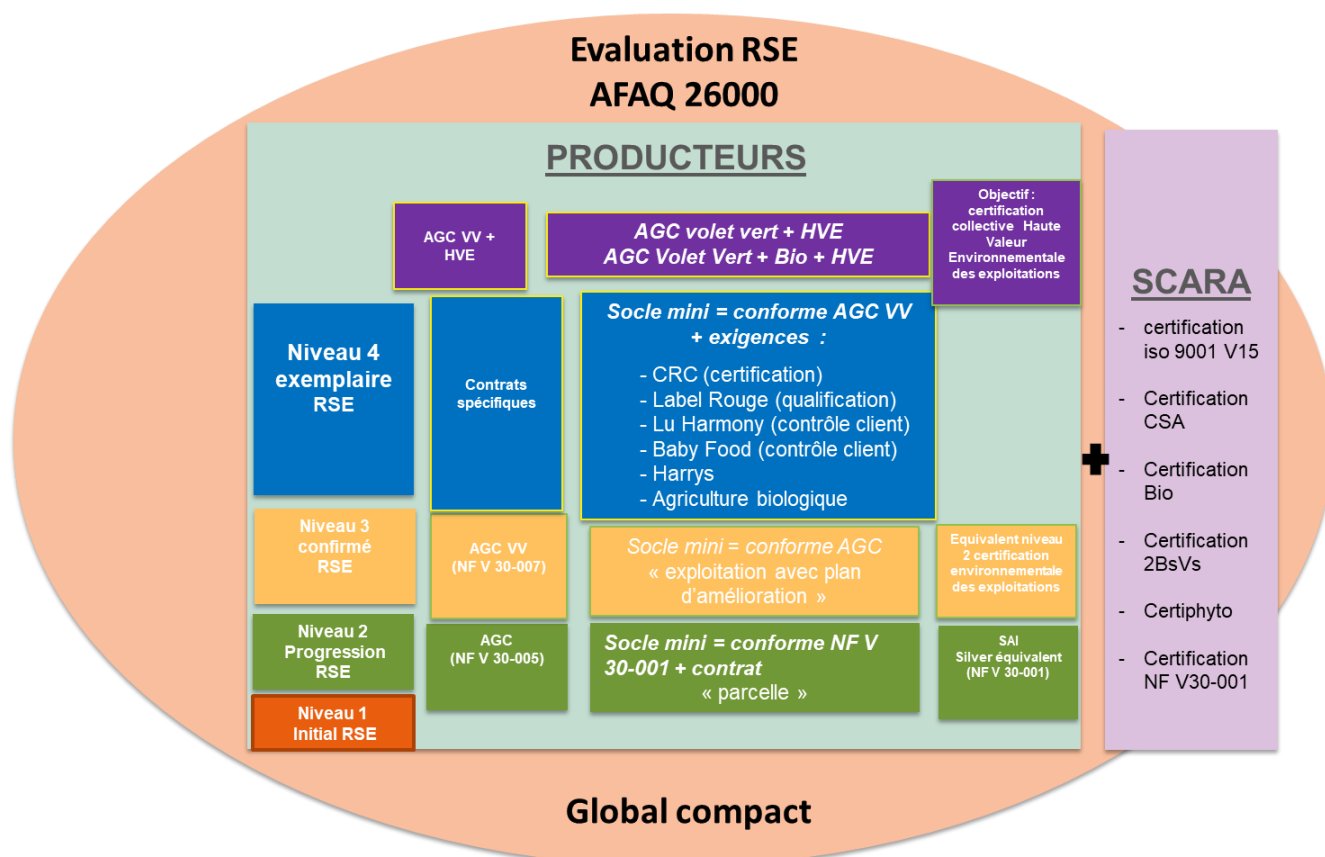 Evaluation RSE
AFAQ 26000
PRODUCTEURS
AGC VV +
HVE
AGC volet vert + HVE
AGC Volet Vert + Bio + HVE
Objectif :
certification
collective Haute
Valeur
Environnementale
des exploitations
Niveau 4
exemplaire
RSE
Contrats
spécifiques
Socle mini = conforme AGC VV
+ exigences :
- CRC (certification)
- Label Rouge (qualification)
- Lu Harmony (contrôle client)
- Baby Food (contrôle client)
- Harrys
- Agriculture biologique
Niveau 3
confirmé
RSE
AGC VV
(NF V 30-007)
Socle mini = conforme AGC
« exploitation avec plan
d'amélioration »
Equivalent niveau
2 certification
environnementale
des exploitations
Niveau 2
Progression
RSE
AGC
(NF V 30-005)
Socle mini = conforme NF V
30-001 + contrat
« parcelle »
SAI
Silver équivalent
(NF V 30-001)
Niveau 1
Initial RSE
SCARA
- certification
iso 9001 V15
- Certification
CSA
- Certification
Bio
- Certification
2BsVs
- Certiphyto
- Certification
NF V30-001
Global compact